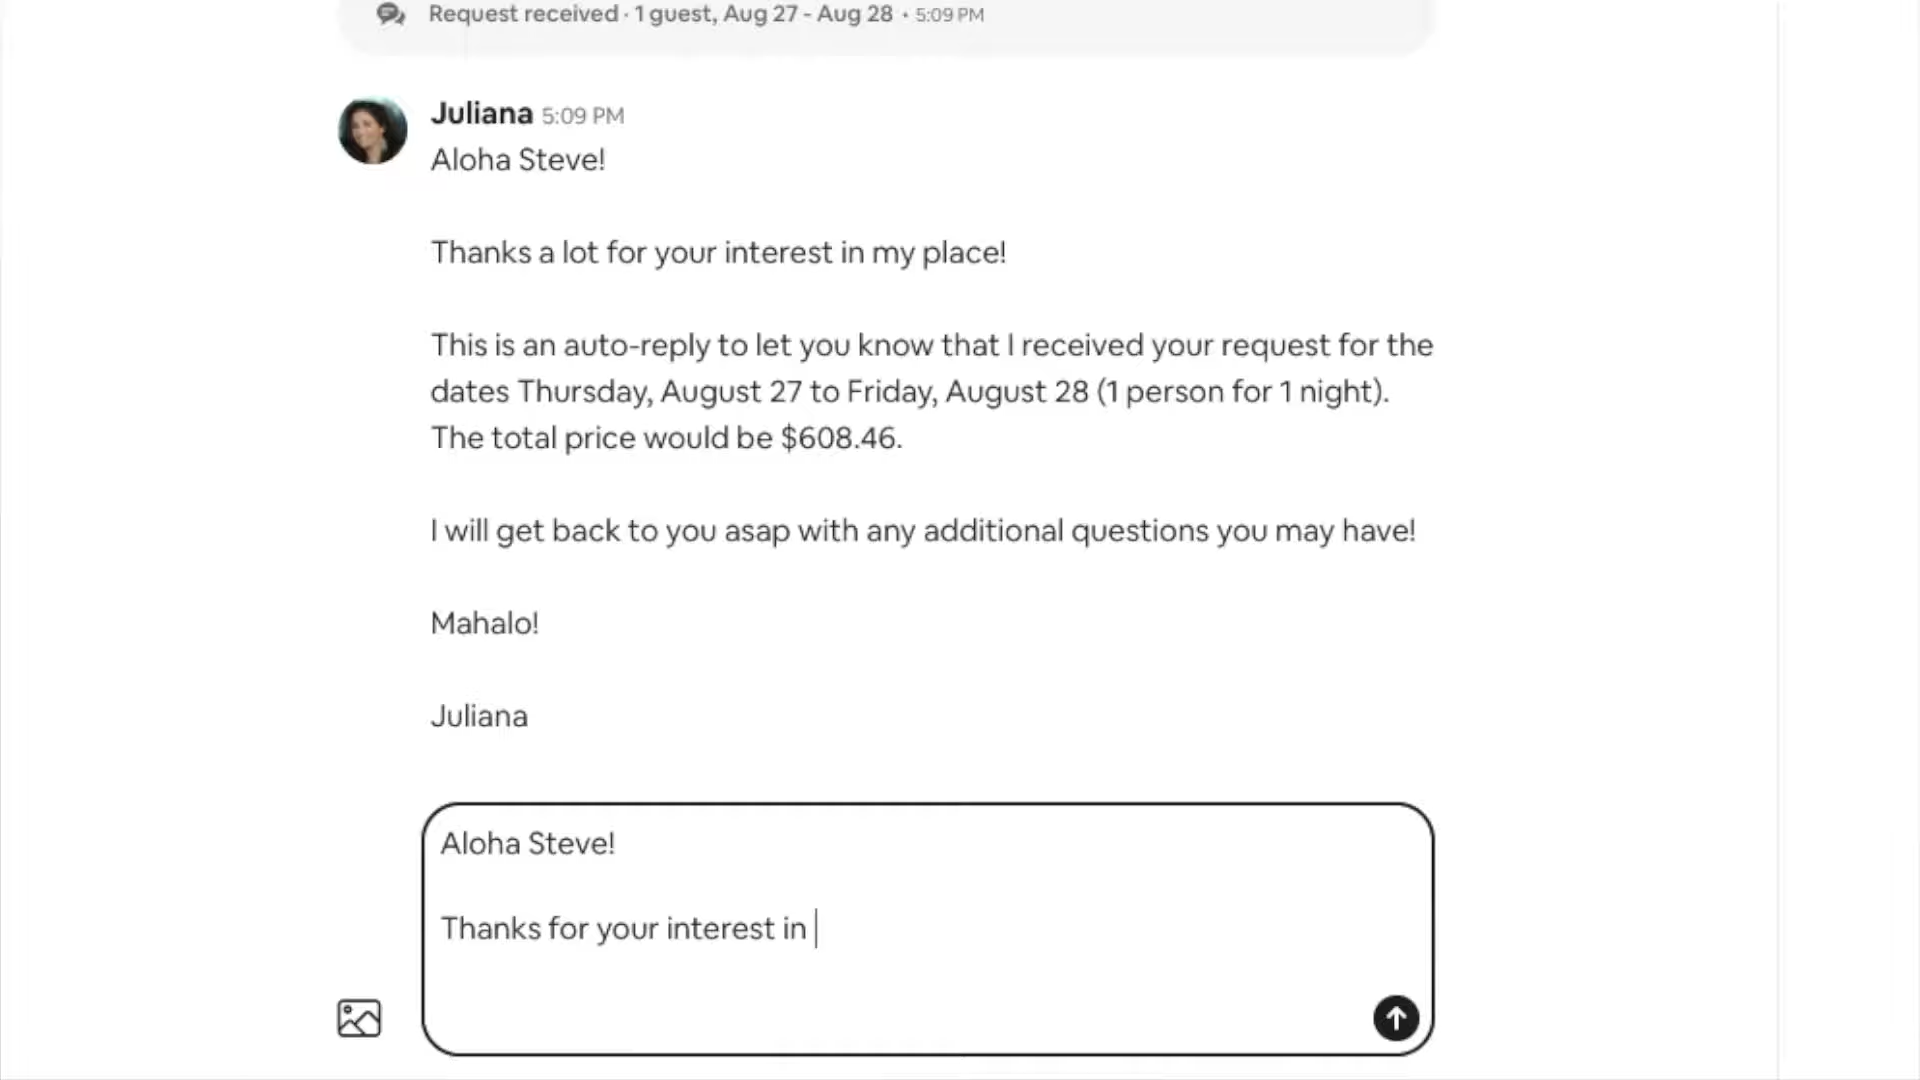 Request received · 1 guest, Aug 27 - Aug 28 • 5:09 PM
Juliana 5:09 PM
Aloha Steve!
Thanks a lot for your interest in my place!
This is an auto-reply to let you know that I received your request for the
dates Thursday, August 27 to Friday, August 28 (1 person for 1 night).
The total price would be $608.46.
I will get back to you asap with any additional questions you may have!
Mahalo!
Juliana
Aloha Steve!
Thanks for your interest in